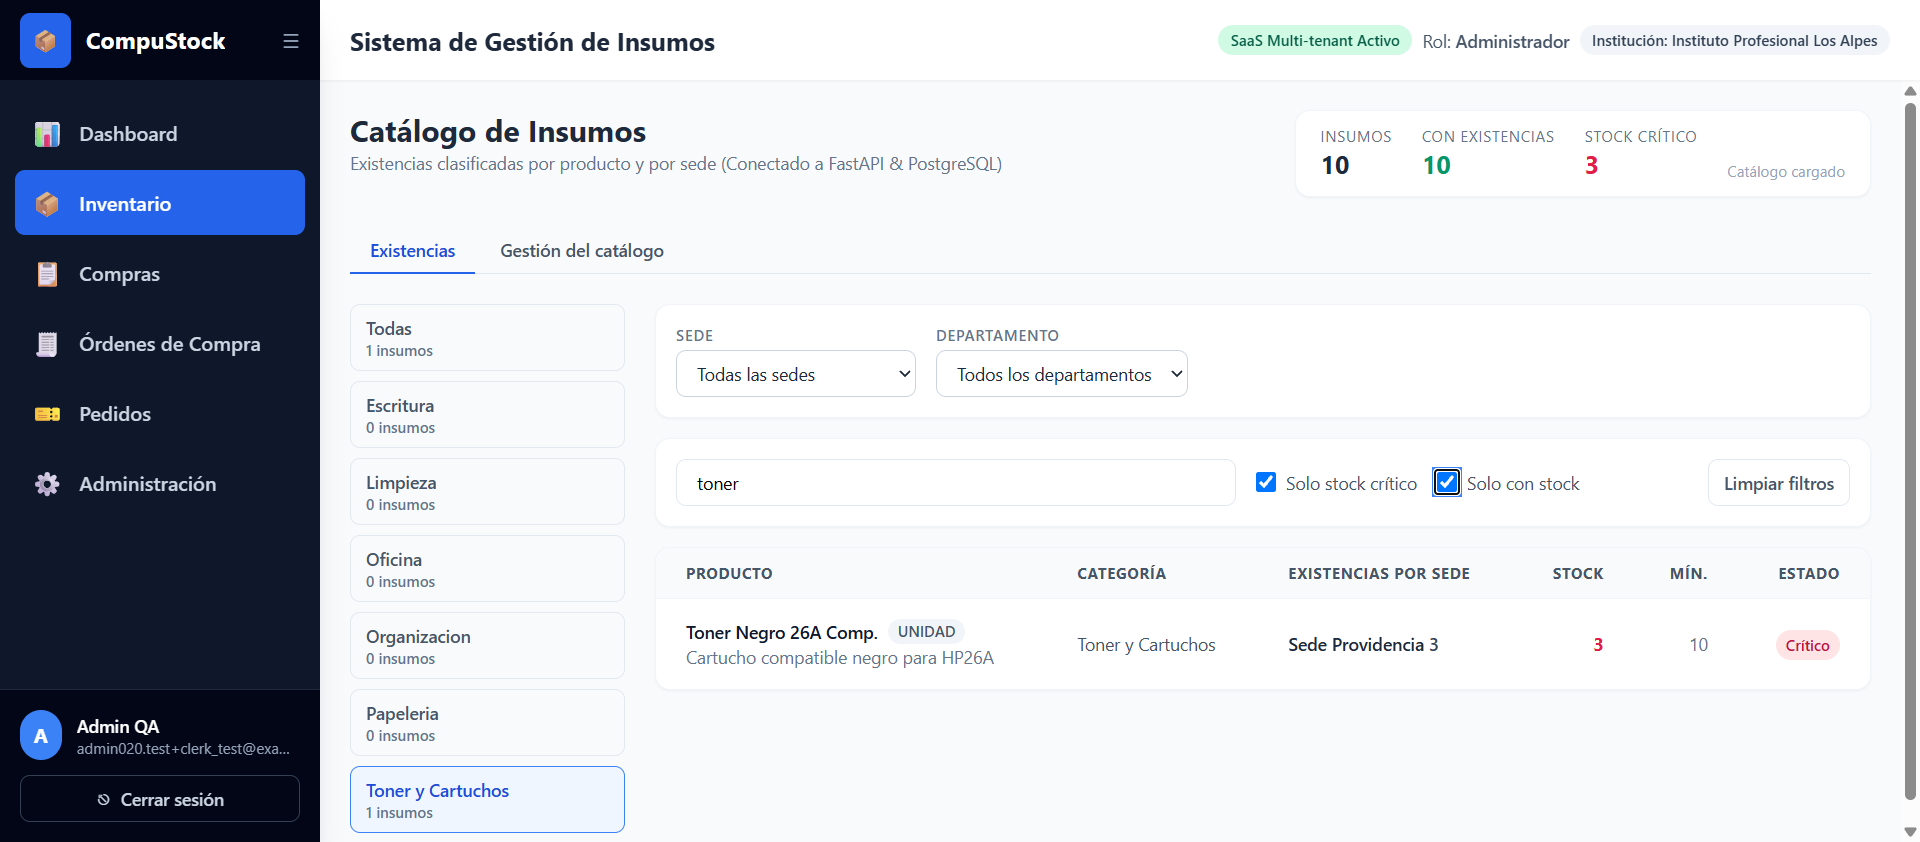 CompuStock
Sistema de Gestión de Insumos
SaaS Multi-tenant Activo
Rol: Administrador
Institución: Instituto Profesional Los Alpes
Dashboard
Inventario
Compras
Órdenes de Compra
Pedidos
Administración
Admin QA
admin020.test+clerk_test@exa...
Cerrar sesión
Catálogo de Insumos
Existencias clasificadas por producto y por sede (Conectado a FastAPI & PostgreSQL)
INSUMOS
10
CON EXISTENCIAS
10
STOCK CRÍTICO
3
Catálogo cargado
Existencias
Gestión del catálogo
Todas
1 insumos
Escritura
0 insumos
Limpieza
0 insumos
Oficina
0 insumos
Organizacion
0 insumos
Papeleria
0 insumos
Toner y Cartuchos
1 insumos
SEDE
Todas las sedes
DEPARTAMENTO
Todos los departamentos
toner
Solo stock crítico
Solo con stock
Limpiar filtros
PRODUCTO CATEGORÍA EXISTENCIAS POR SEDE STOCK MÍN. ESTADO
Toner Negro 26A Comp. UNIDAD
Cartucho compatible negro para HP26A
Toner y Cartuchos
Sede Providencia 3
3
10
Crítico